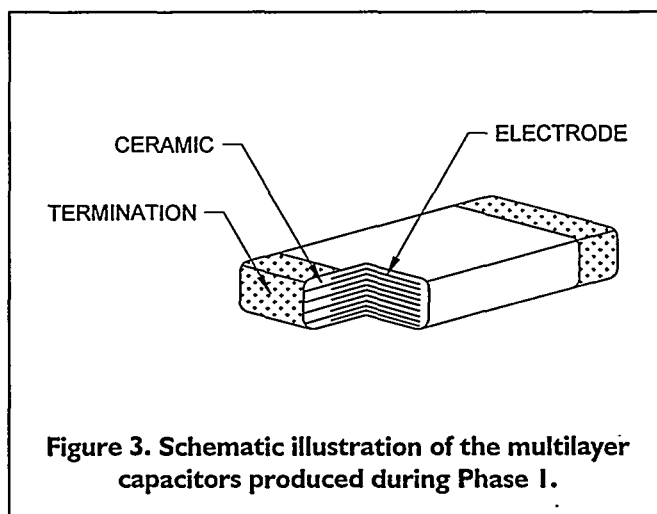 CERAMIC
ELECTRODE
TERMINATION
Figure 3. Schematic illustration of the multilayer
capacitors produced during Phase 1.